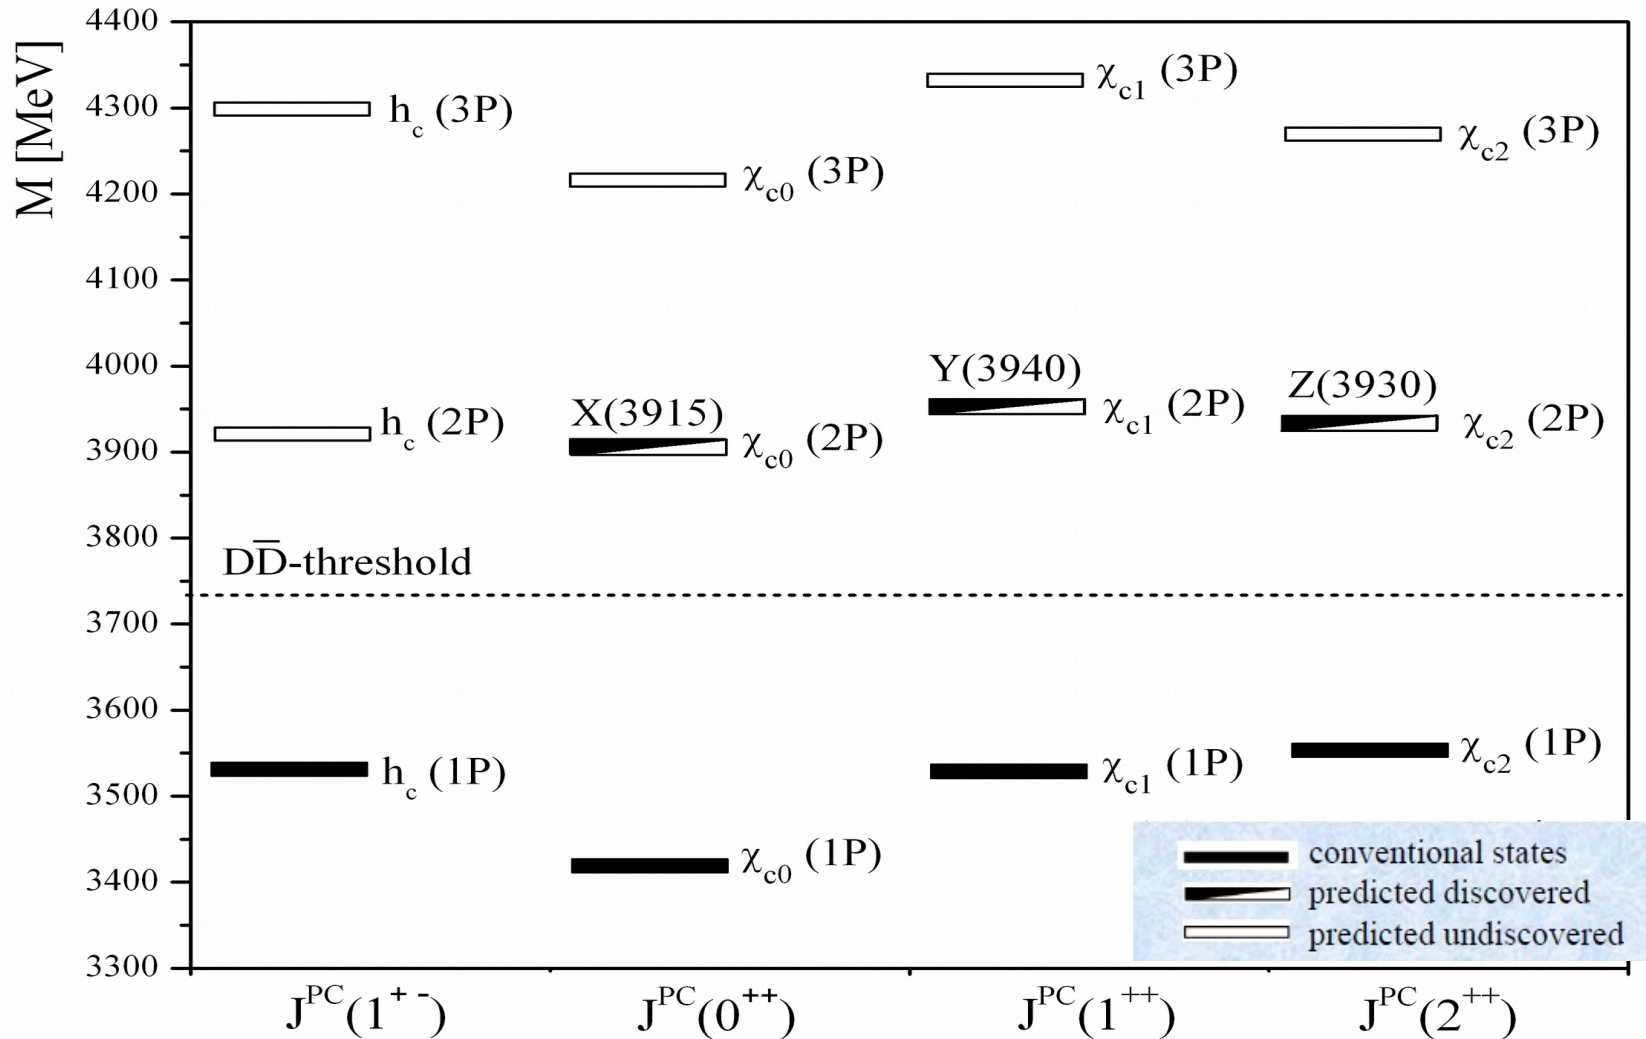 M [MeV]
4400
4300
4200
4100
4000
3900
3800
3700
3600
3500
3400
3300
h_c (3P)
χ_c0 (3P)
χ_c1 (3P)
χ_c2 (3P)
h_c (2P)
X(3915)
χ_c0 (2P)
Y(3940)
χ_c1 (2P)
Z(3930)
χ_c2 (2P)
DD̅-threshold
h_c (1P)
χ_c0 (1P)
χ_c1 (1P)
χ_c2 (1P)
conventional states
predicted discovered
predicted undiscovered
J^PC(1^+ -)
J^PC(0^++)
J^PC(1^++)
J^PC(2^++)